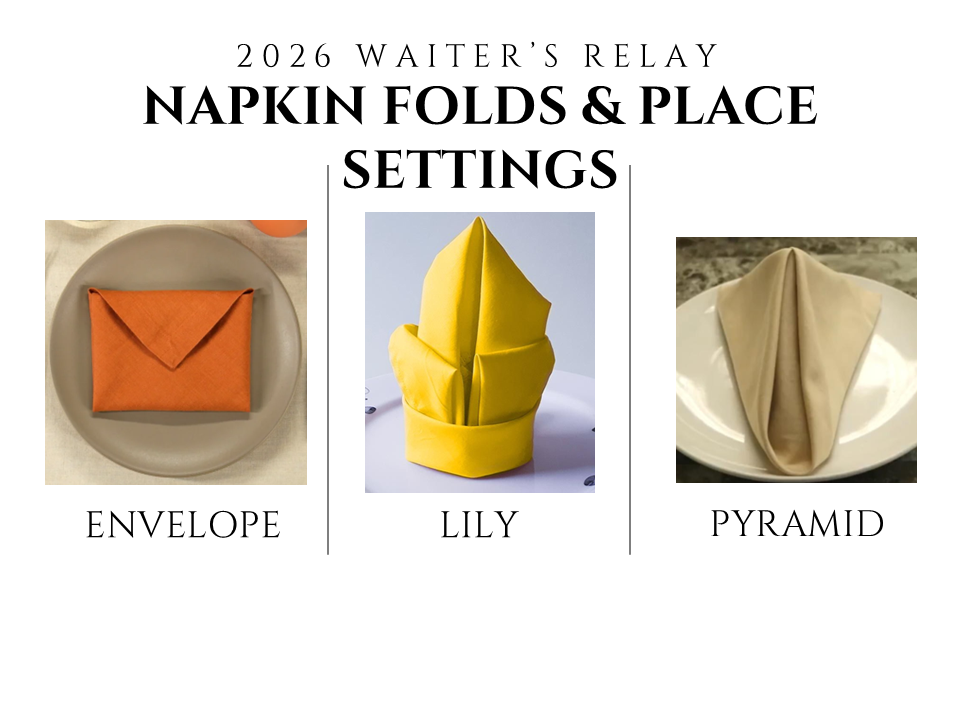 2026 WAITER’S RELAY
NAPKIN FOLDS & PLACE
SETTINGS
ENVELOPE
LILY
PYRAMID